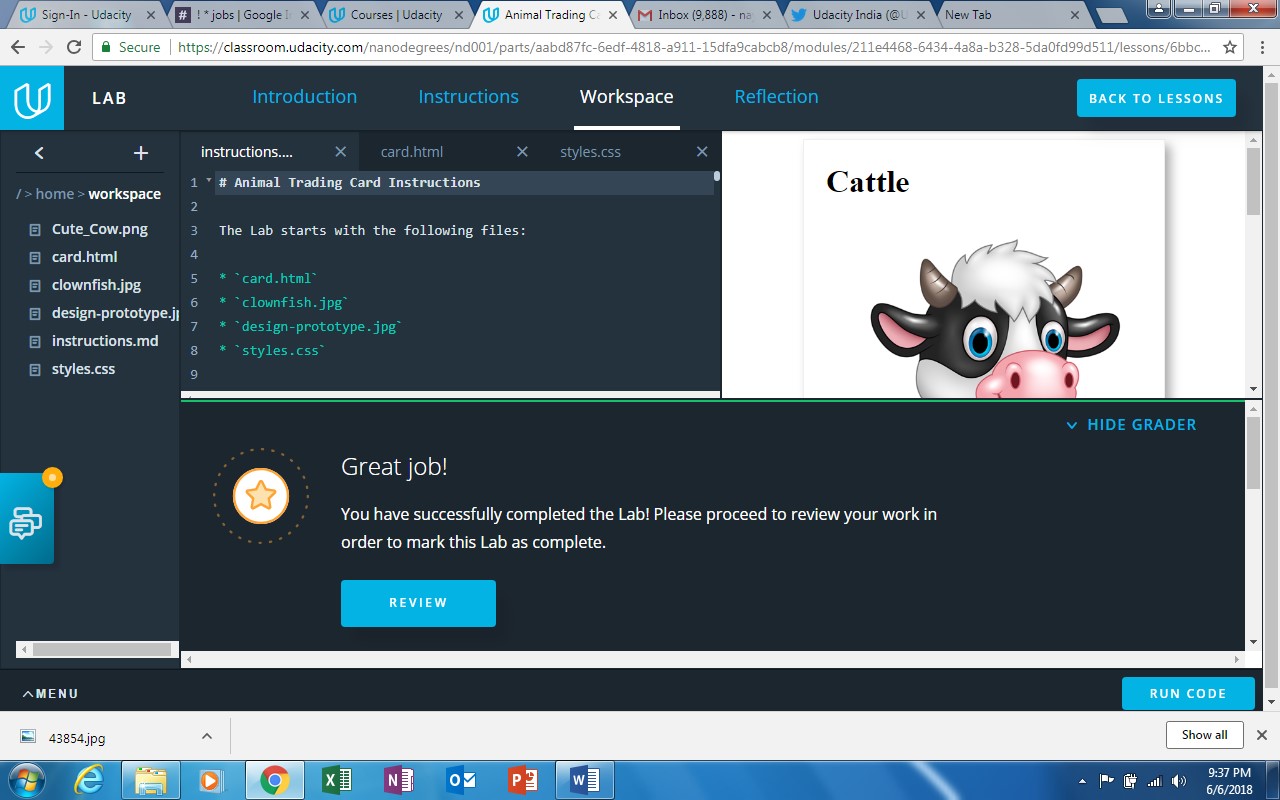 Sign-In - Udacity
! * jobs | Google I
Courses | Udacity
Animal Trading Ca
Inbox (9,888) - na
Udacity India (@U
New Tab
Secure | https://classroom.udacity.com/nanodegrees/nd001/parts/aabd87fc-6edf-4818-a911-15dfa9cabcb8/modules/211e4468-6434-4a8a-b328-5da0fd99d511/lessons/6bbc...
LAB
Introduction
Instructions
Workspace
Reflection
BACK TO LESSONS
/ > home > workspace
Cute_Cow.png
card.html
clownfish.jpg
design-prototype.j
instructions.md
styles.css
instructions....
card.html
styles.css
1 # Animal Trading Card Instructions
2
3 The Lab starts with the following files:
4
5 * `card.html`
6 * `clownfish.jpg`
7 * `design-prototype.jpg`
8 * `styles.css`
9
Cattle
HIDE GRADER
Great job!
You have successfully completed the Lab! Please proceed to review your work in
order to mark this Lab as complete.
REVIEW
MENU
RUN CODE
43854.jpg
Show all
9:37 PM
6/6/2018